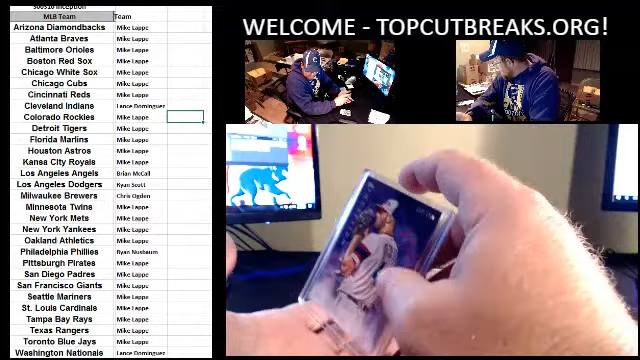 300310 Inception
MLB Team Team
Arizona Diamondbacks Mike Lappe
Atlanta Braves Mike Lappe
Baltimore Orioles Mike Lappe
Boston Red Sox Mike Lappe
Chicago White Sox Mike Lappe
Chicago Cubs Mike Lappe
Cincinnati Reds Mike Lappe
Cleveland Indians Lance Dominguez
Colorado Rockies Mike Lappe
Detroit Tigers Mike Lappe
Florida Marlins Mike Lappe
Houston Astros Mike Lappe
Kansa City Royals Mike Lappe
Los Angeles Angels Brian McCall
Los Angeles Dodgers Ryan Scott
Milwaukee Brewers Chris Ogden
Minnesota Twins Mike Lappe
New York Mets Mike Lappe
New York Yankees Mike Lappe
Oakland Athletics Mike Lappe
Philadelphia Phillies Ryan Nusbaum
Pittsburgh Pirates Mike Lappe
San Diego Padres Mike Lappe
San Francisco Giants Mike Lappe
Seattle Mariners Mike Lappe
St. Louis Cardinals Mike Lappe
Tampa Bay Rays Mike Lappe
Texas Rangers Mike Lappe
Toronto Blue Jays Mike Lappe
Washington Nationals Lance Dominguez
WELCOME - TOPCUTBREAKS.ORG!